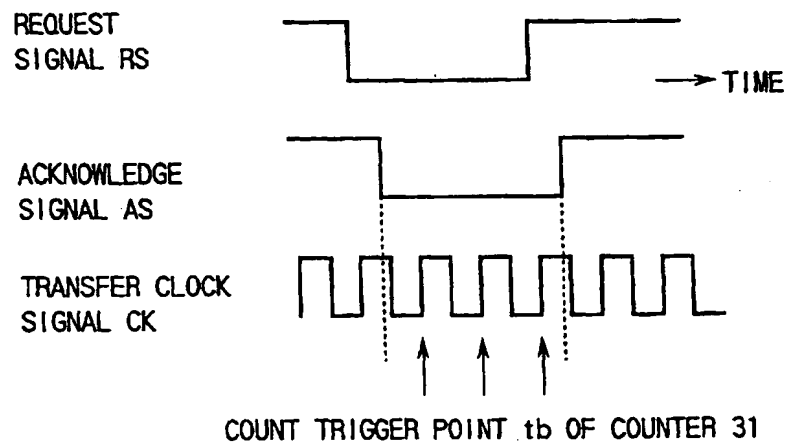 REQUEST
SIGNAL RS
TIME
ACKNOWLEDGE
SIGNAL AS
TRANSFER CLOCK
SIGNAL CK
COUNT TRIGGER POINT tb OF COUNTER 31